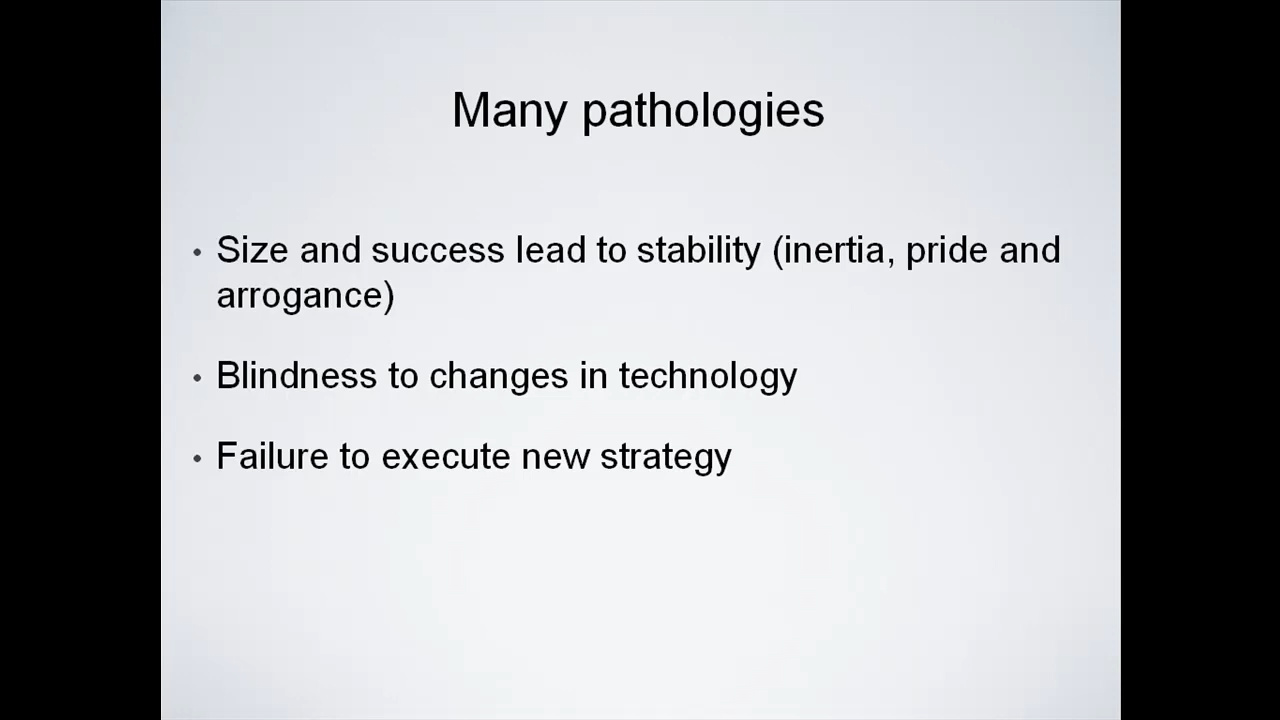 Many pathologies
• Size and success lead to stability (inertia, pride and
arrogance)
• Blindness to changes in technology
• Failure to execute new strategy